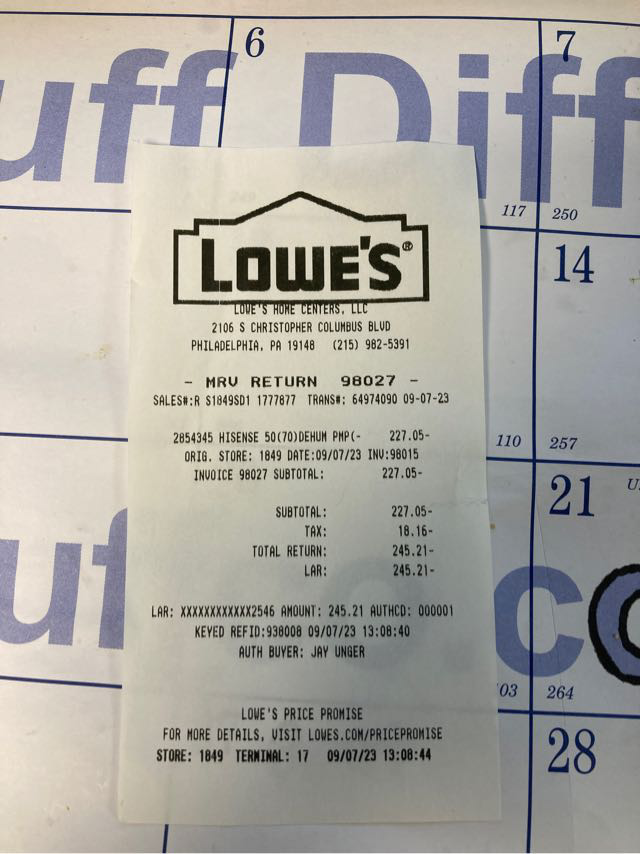 6
7
uff Diff
117
250
14
LOWE'S®
LOWE'S HOME CENTERS, LLC
2106 S CHRISTOPHER COLUMBUS BLVD
PHILADELPHIA, PA 19148 (215) 982-5391
- MRV RETURN 98027 -
SALES#:R S1849SD1 1777877 TRANS#: 64974090 09-07-23
2854345 HISENSE 50(70)DEHUM PMP(- 227.05-
ORIG. STORE: 1849 DATE:09/07/23 INV:98015
INVOICE 98027 SUBTOTAL: 227.05-
110
257
21
SUBTOTAL: 227.05-
TAX: 18.16-
TOTAL RETURN: 245.21-
LAR: 245.21-
LAR: XXXXXXXXXXXX2546 AMOUNT: 245.21 AUTHCD: 000001
KEYED REFID:938008 09/07/23 13:08:40
AUTH BUYER: JAY UNGER
uf
c
03
264
28
LOWE'S PRICE PROMISE
FOR MORE DETAILS, VISIT LOWES.COM/PRICEPROMISE
STORE: 1849 TERMINAL: 17 09/07/23 13:08:44